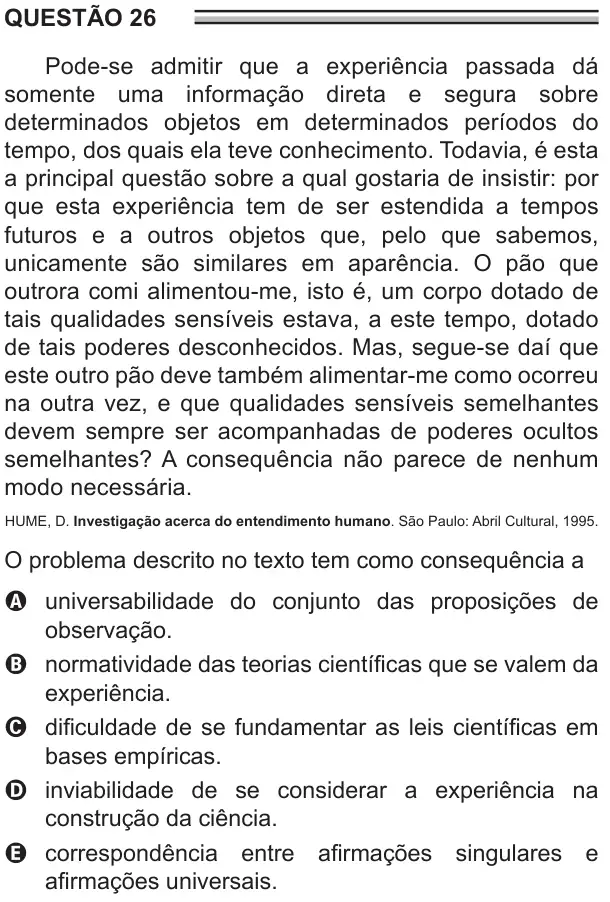 QUESTÃO 26
Pode-se admitir que a experiência passada dá
somente uma informação direta e segura sobre
determinados objetos em determinados períodos do
tempo, dos quais ela teve conhecimento. Todavia, é esta
a principal questão sobre a qual gostaria de insistir: por
que esta experiência tem de ser estendida a tempos
futuros e a outros objetos que, pelo que sabemos,
unicamente são similares em aparência. O pão que
outrora comi alimentou-me, isto é, um corpo dotado de
tais qualidades sensíveis estava, a este tempo, dotado
de tais poderes desconhecidos. Mas, segue-se daí que
este outro pão deve também alimentar-me como ocorreu
na outra vez, e que qualidades sensíveis semelhantes
devem sempre ser acompanhadas de poderes ocultos
semelhantes? A consequência não parece de nenhum
modo necessária.
HUME, D. Investigação acerca do entendimento humano. São Paulo: Abril Cultural, 1995.
O problema descrito no texto tem como consequência a
A universabilidade do conjunto das proposições de
observação.
B normatividade das teorias científicas que se valem da
experiência.
C dificuldade de se fundamentar as leis científicas em
bases empíricas.
D inviabilidade de se considerar a experiência na
construção da ciência.
E correspondência entre afirmações singulares e
afirmações universais.